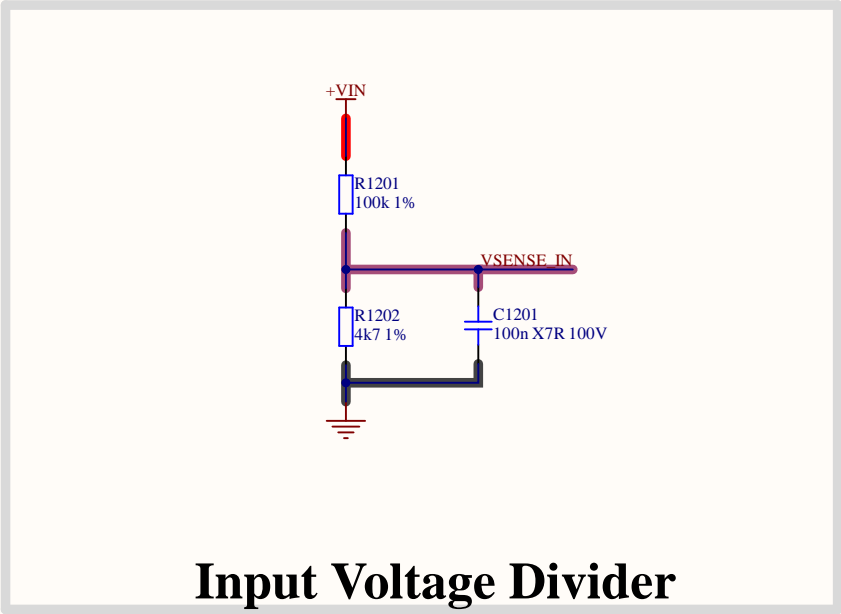 +VIN
R1201
100k 1%
VSENSE_IN
R1202
4k7 1%
C1201
100n X7R 100V
Input Voltage Divider